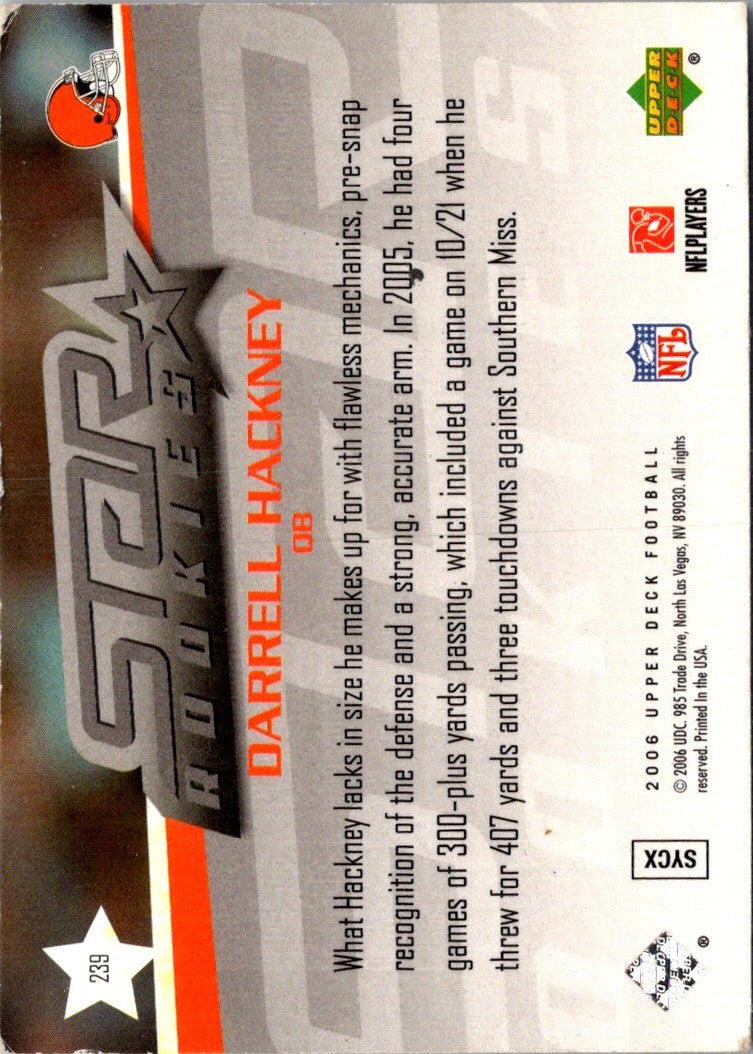 239
STAR
ROOKIES
DARRELL HACKNEY
QB
What Hackney lacks in size he makes up for with flawless mechanics, pre-snap
recognition of the defense and a strong, accurate arm. In 2005, he had four
games of 300-plus yards passing, which included a game on 10/21 when he
threw for 407 yards and three touchdowns against Southern Miss.
SYCX
2006 UPPER DECK FOOTBALL
© 2006 UDC. 985 Trade Drive, North Las Vegas, NV 89030. All rights
reserved. Printed in the USA.
NFL
NFLPLAYERS
UPPER
DECK
®
®